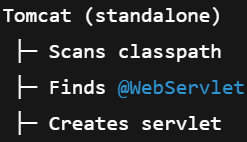 Tomcat (standalone)
├─ Scans classpath
├─ Finds @WebServlet
├─ Creates servlet